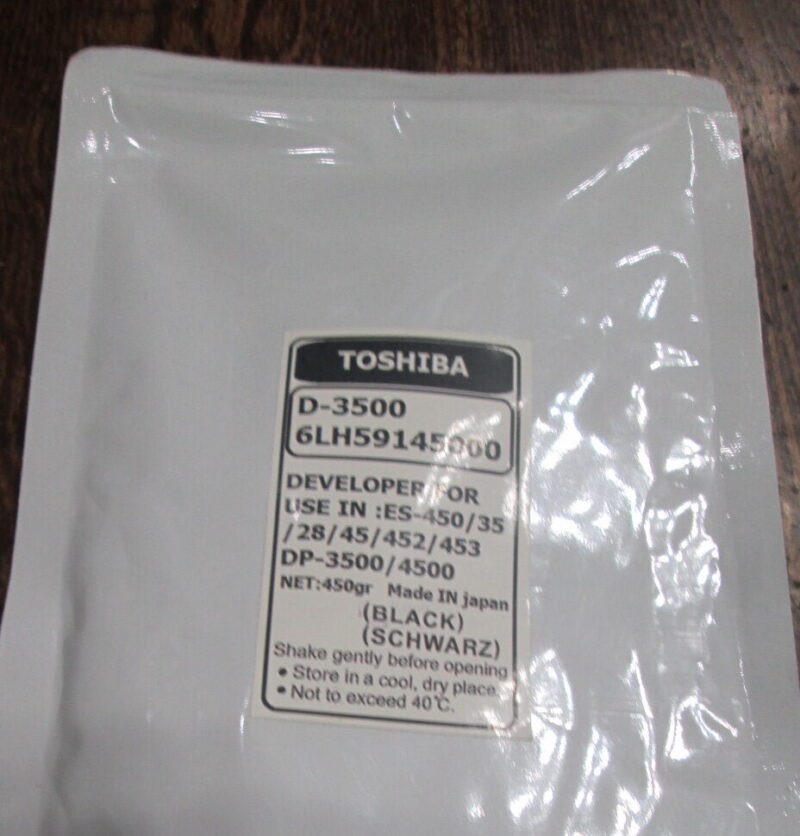 TOSHIBA
D-3500
6LH59145000
DEVELOPER FOR
USE IN :ES-450/35
/28/45/452/453
DP-3500/4500
NET:450gr Made IN japan
(BLACK)
(SCHWARZ)
Shake gently before opening
• Store in a cool, dry place.
• Not to exceed 40℃.